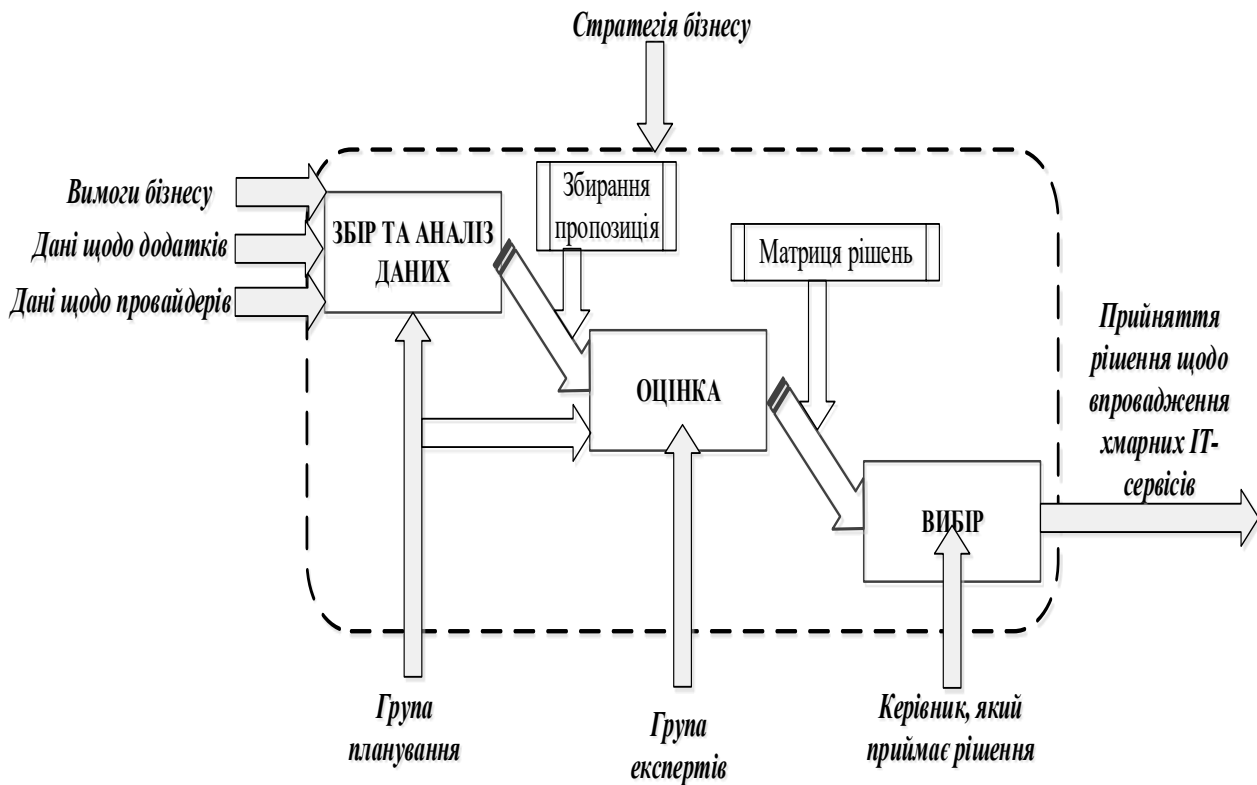 Стратегія бізнесу
Вимоги бізнесу
Дані щодо додатків
Дані щодо провайдерів
ЗБІР ТА АНАЛІЗ
ДАНИХ
Збирання
пропозиція
Матриця рішень
ОЦІНКА
ВИБІР
Прийняття
рішення щодо
впровадження
хмарних ІТ-
сервісів
Група
планування
Група
експертів
Керівник, який
приймає рішення